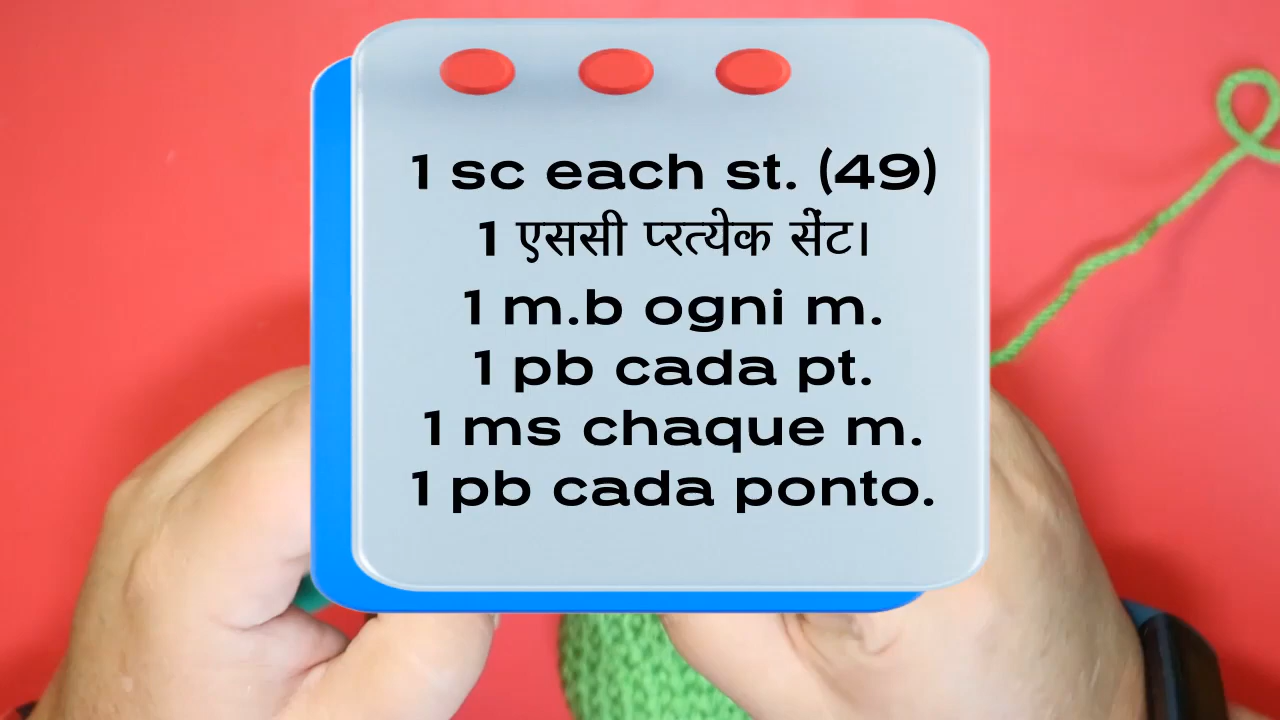 1 sc each st. (49)
1 एससी प्रत्येक सेंट।
1 m.b ogni m.
1 pb cada pt.
1 ms chaque m.
1 pb cada ponto.